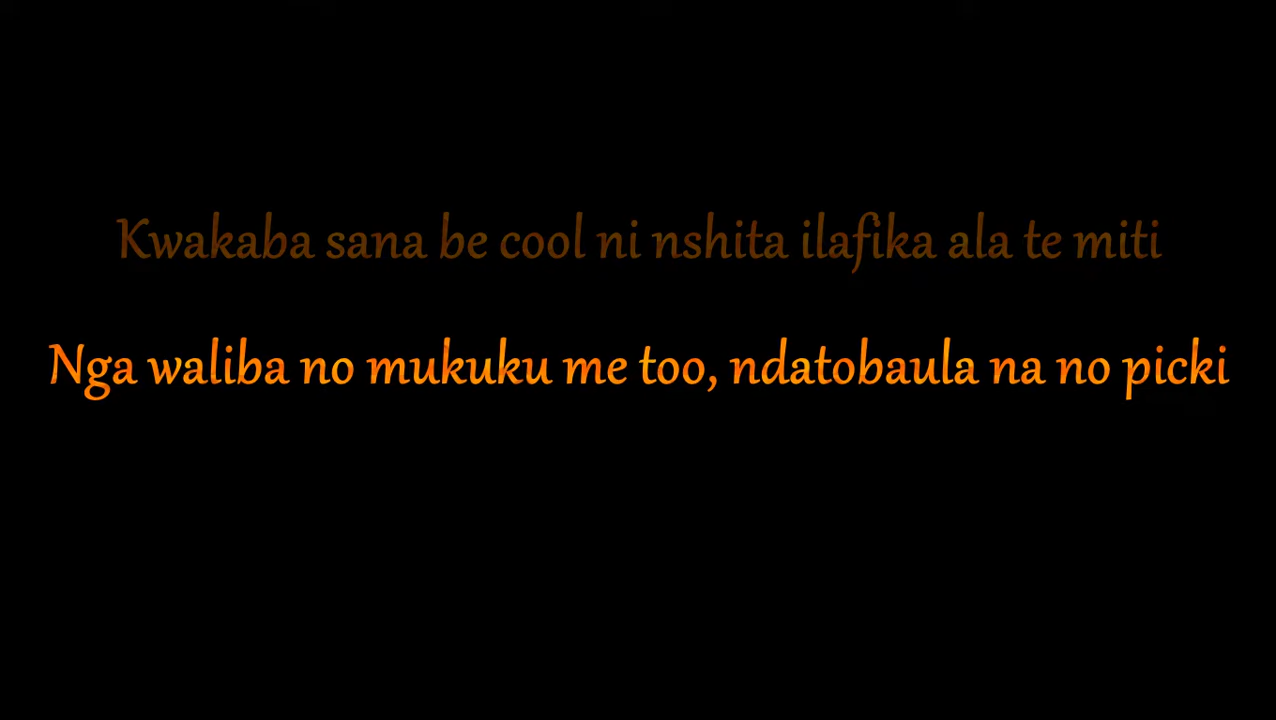 Kwakaba sana be cool ni nshita ilafika ala te miti
Nga waliba no mukuku me too, ndatobaula na no picki